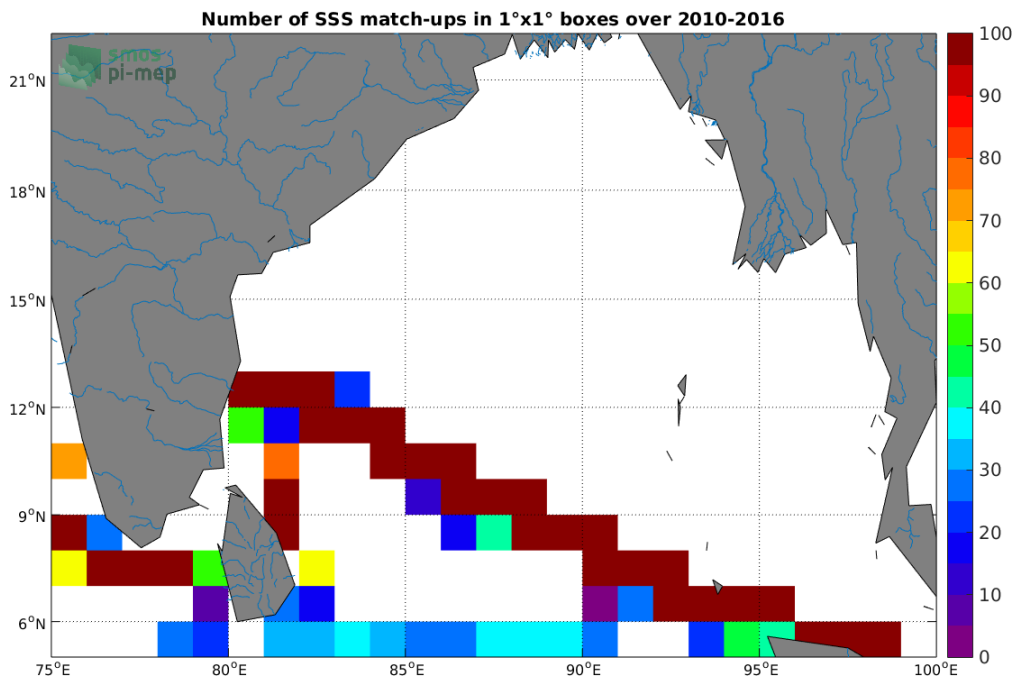 Number of SSS match-ups in 1°x1° boxes over 2010-2016
smos
pi-mep
21°N
18°N
15°N
12°N
9°N
6°N
75°E 80°E 85°E 90°E 95°E 100°E
100
90
80
70
60
50
40
30
20
10
0